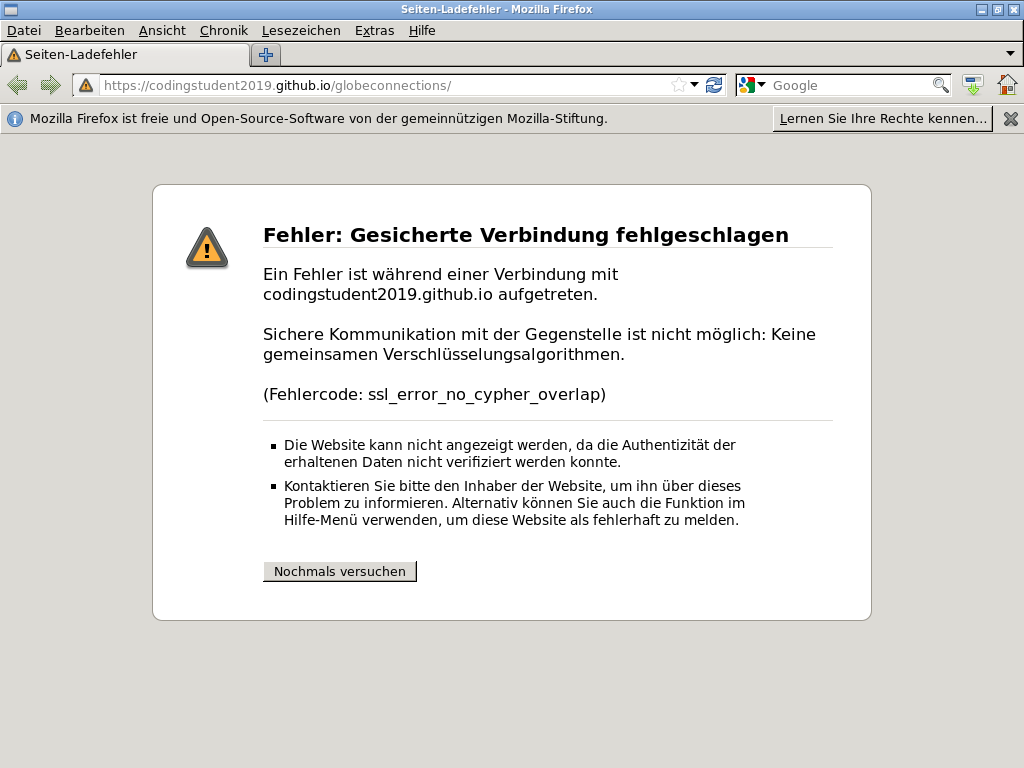 Seiten-Ladefehler - Mozilla Firefox
Datei Bearbeiten Ansicht Chronik Lesezeichen Extras Hilfe
Seiten-Ladefehler
https://codingstudent2019.github.io/globeconnections/ Google
Mozilla Firefox ist freie und Open-Source-Software von der gemeinnützigen Mozilla-Stiftung. Lernen Sie Ihre Rechte kennen...
Fehler: Gesicherte Verbindung fehlgeschlagen
Ein Fehler ist während einer Verbindung mit
codingstudent2019.github.io aufgetreten.
Sichere Kommunikation mit der Gegenstelle ist nicht möglich: Keine
gemeinsamen Verschlüsselungsalgorithmen.
(Fehlercode: ssl_error_no_cypher_overlap)
Die Website kann nicht angezeigt werden, da die Authentizität der
erhaltenen Daten nicht verifiziert werden konnte.
Kontaktieren Sie bitte den Inhaber der Website, um ihn über dieses
Problem zu informieren. Alternativ können Sie auch die Funktion im
Hilfe-Menü verwenden, um diese Website als fehlerhaft zu melden.
Nochmals versuchen